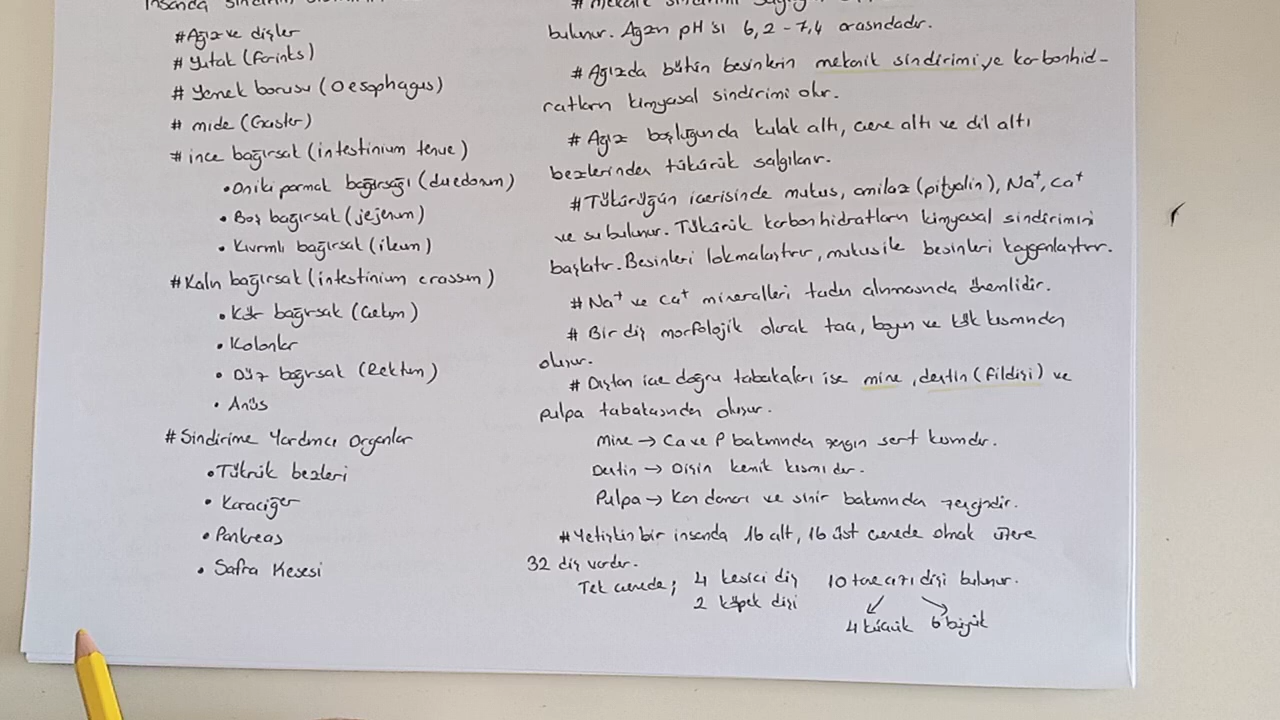 İnsanda
#Ağız ve dişler
# Yutak (farinks)
# Yemek borusu (Oesophagus)
# mide (Gaster)
# ince bağırsak (intestinium tenue)
• Oniki parmak bağırsağı (duedonum)
• Boş bağırsak (jejenum)
• Kıvrımlı bağırsak (ileum)
#Kalın bağırsak (intestinium crassum)
• Kör bağırsak (Çekum)
• Kolonlar
• Düz bağırsak (Rektum)
• Anüs
#Sindirime Yardımcı Organlar
• Tükürük bezleri
• Karaciğer
• Pankreas
• Safra Kesesi
bulunur. Ağzın pH'sı 6,2 - 7,4 arasındadır.
# Ağızda bütün besinlerin mekanik sindirimi ve karbonhid-
ratların kimyasal sindirimi olur.
# Ağız boşluğunda kulak altı, çene altı ve dil altı
bezlerinden tükürük salgılanır.
#Tükürüğün içerisinde mukus, amilaz (pityalin), Na⁺, Ca⁺
ve su bulunur. Tükürük karbonhidratların kimyasal sindirimini
başlatır. Besinleri lokmalaştırır, mukus ile besinleri kayganlaştırır.
# Na⁺ ve Ca⁺ mineralleri tadın alınmasında önemlidir.
# Bir diş morfolojik olarak taç, boyun ve kök kısmından
oluşur.
# Dıştan içe doğru tabakaları ise mine, dentin (fildişi) ve
pulpa tabakasından oluşur.
Mine → Ca ve P bakımından zengin sert kısımdır.
Dentin → Dişin kemik kısmıdır.
Pulpa → Kan damarı ve sinir bakımından zengindir.
# Yetişkin bir insanda 16 alt, 16 üst çenede olmak üzere
32 diş vardır.
Tek çenede; 4 kesici diş 10 tane azı dişi bulunur.
2 köpek dişi
4 küçük 6 büyük